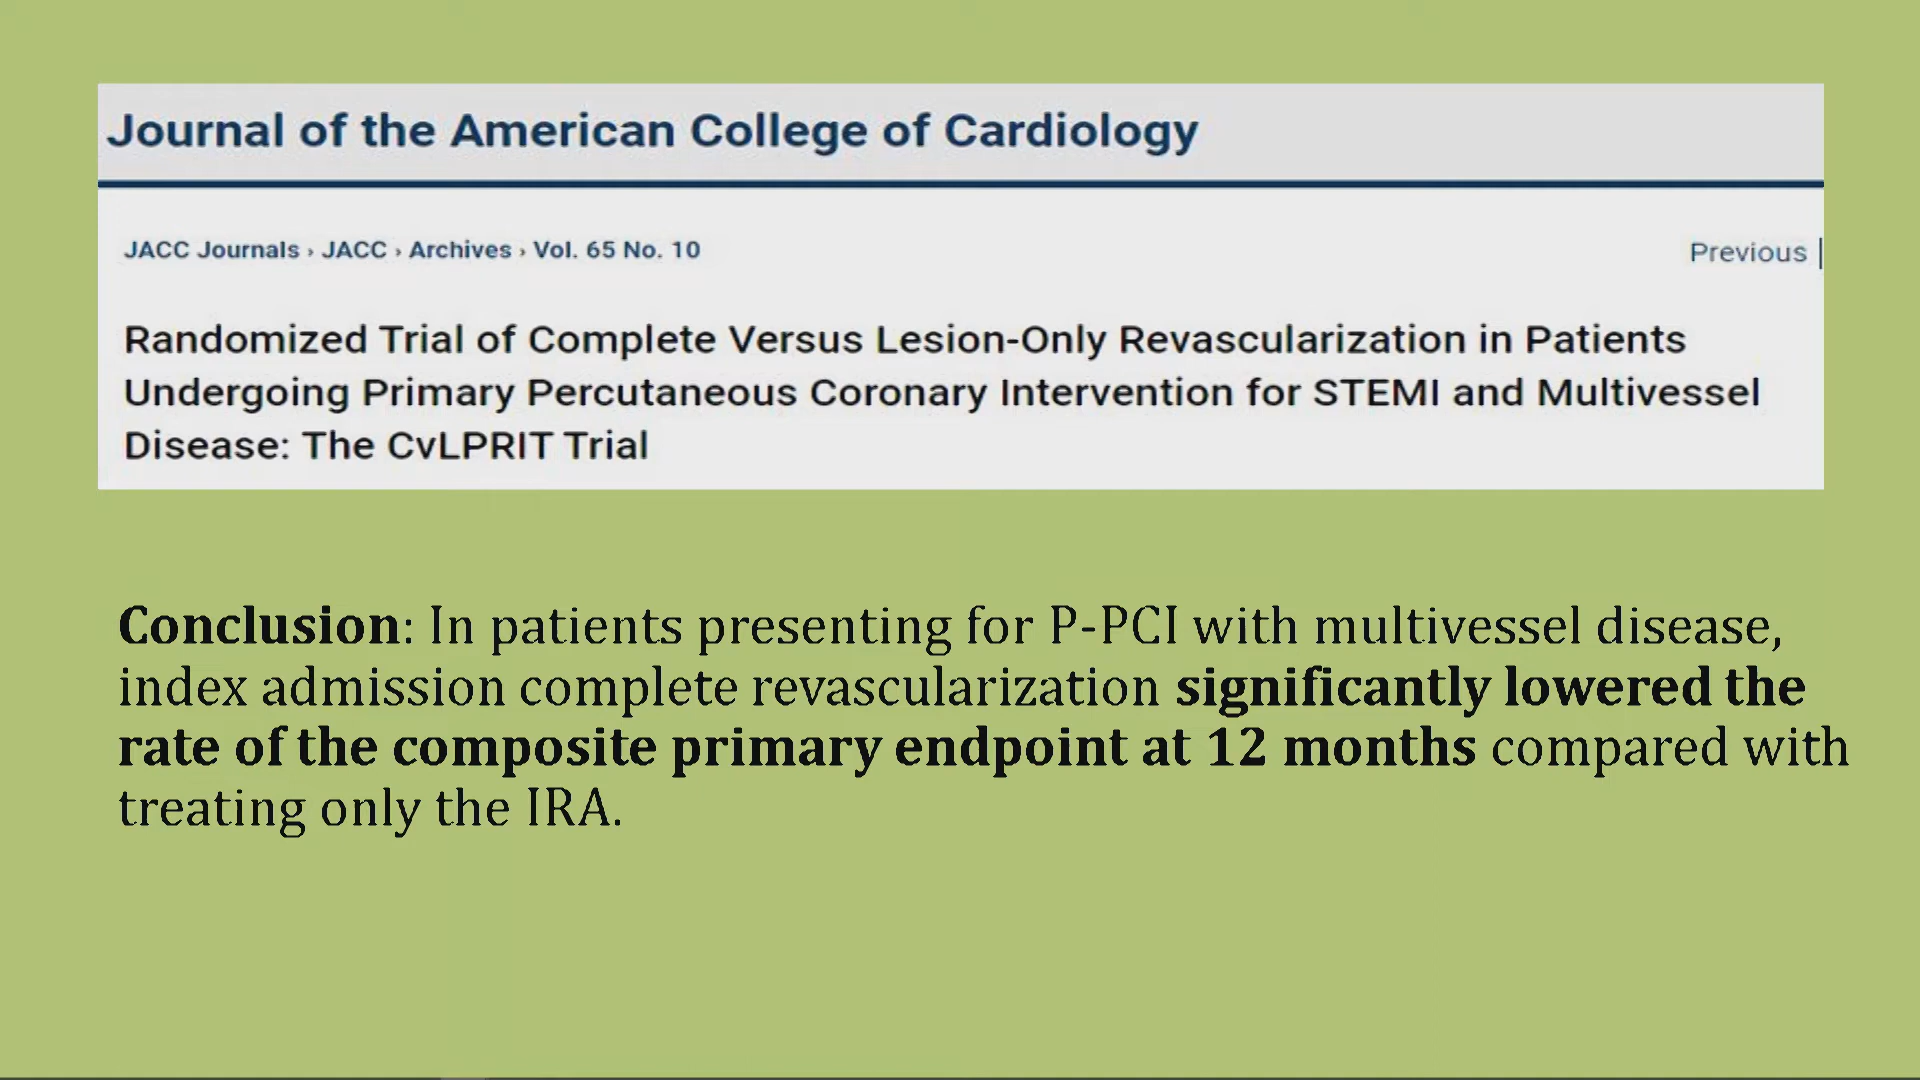 Journal of the American College of Cardiology
JACC Journals › JACC › Archives › Vol. 65 No. 10
Previous |
Randomized Trial of Complete Versus Lesion-Only Revascularization in Patients
Undergoing Primary Percutaneous Coronary Intervention for STEMI and Multivessel
Disease: The CvLPRIT Trial
Conclusion: In patients presenting for P-PCI with multivessel disease,
index admission complete revascularization significantly lowered the
rate of the composite primary endpoint at 12 months compared with
treating only the IRA.